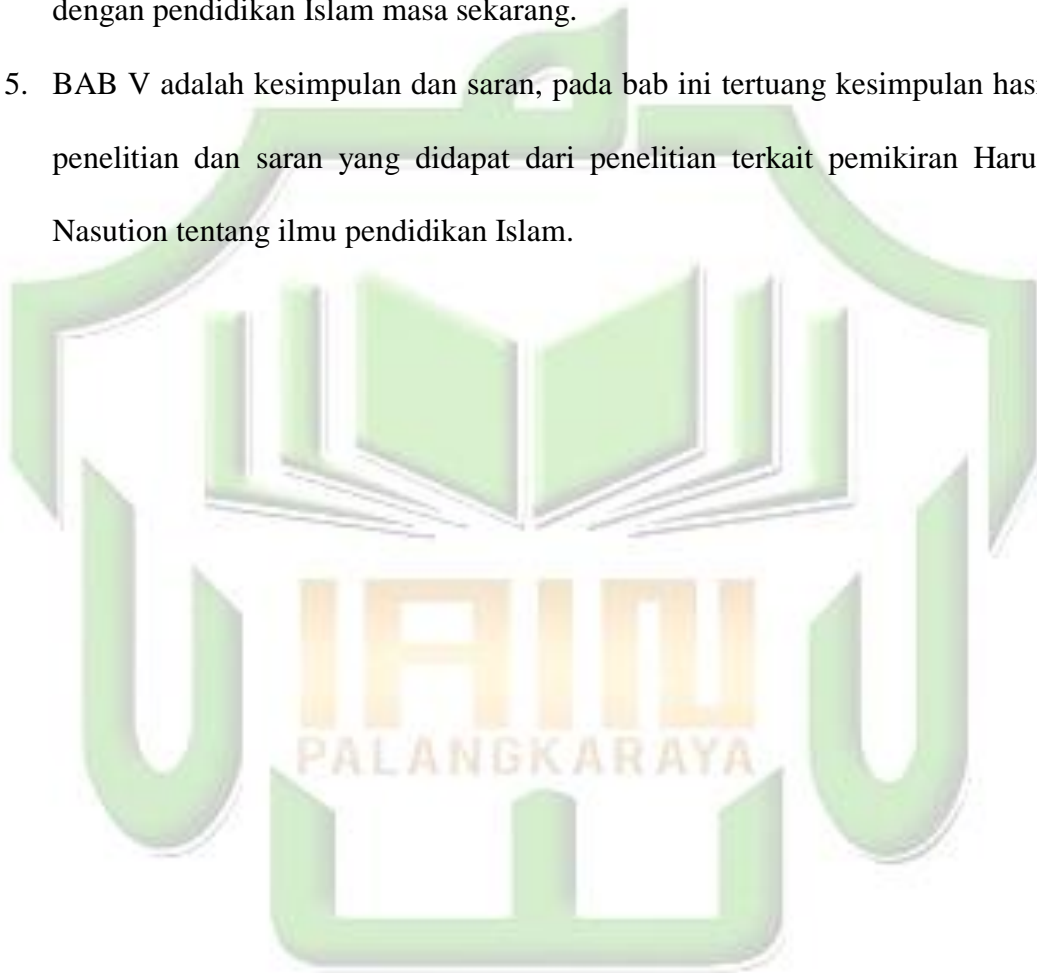 dengan pendidikan Islam masa sekarang.
5. BAB V adalah kesimpulan dan saran, pada bab ini tertuang kesimpulan hasi
penelitian dan saran yang didapat dari penelitian terkait pemikiran Haru
Nasution tentang ilmu pendidikan Islam.
IAIN
PALANGKARAYA